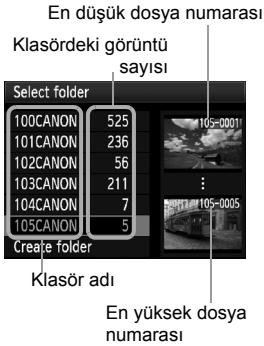 En düşük dosya numarası
Klasördeki görüntü
sayısı
Select folder
100CANON 525
101CANON 236
102CANON 56
103CANON 211
104CANON 7
105CANON 5
Create folder
105-0001
105-0005
Klasör adı
En yüksek dosya
numarası